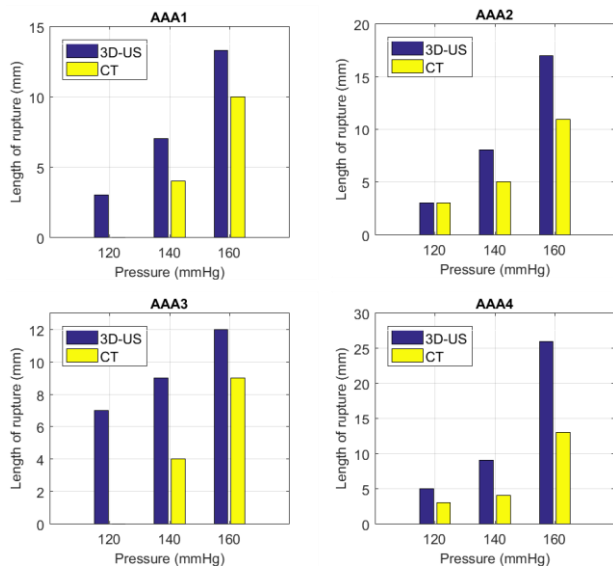 AAA1
15
10
5
0
Length of rupture (mm)
3D-US
CT
120 140 160
Pressure (mmHg)
AAA2
20
15
10
5
0
Length of rupture (mm)
3D-US
CT
120 140 160
Pressure (mmHg)
AAA3
12
10
8
6
4
2
0
Length of rupture (mm)
3D-US
CT
120 140 160
Pressure (mmHg)
AAA4
30
25
20
15
10
5
0
Length of rupture (mm)
3D-US
CT
120 140 160
Pressure (mmHg)